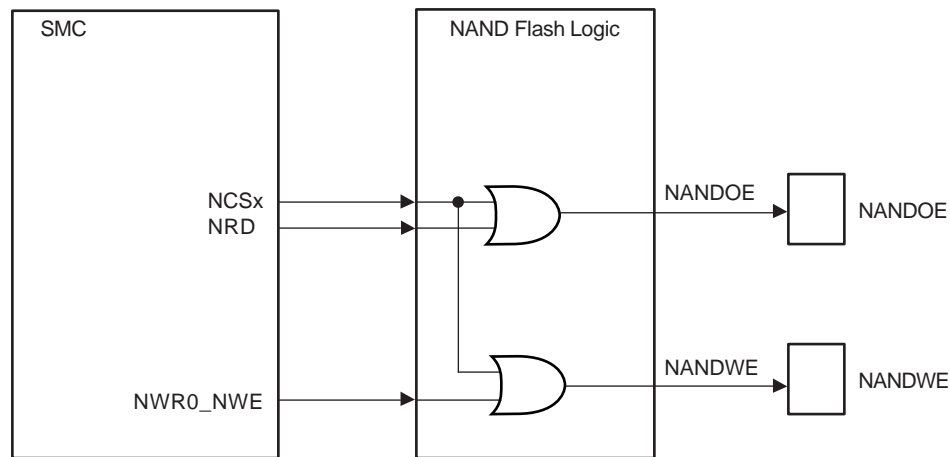 SMC
NAND Flash Logic
NCSx
NRD
NANDOE
NANDOE
NWR0_NWE
NANDWE
NANDWE